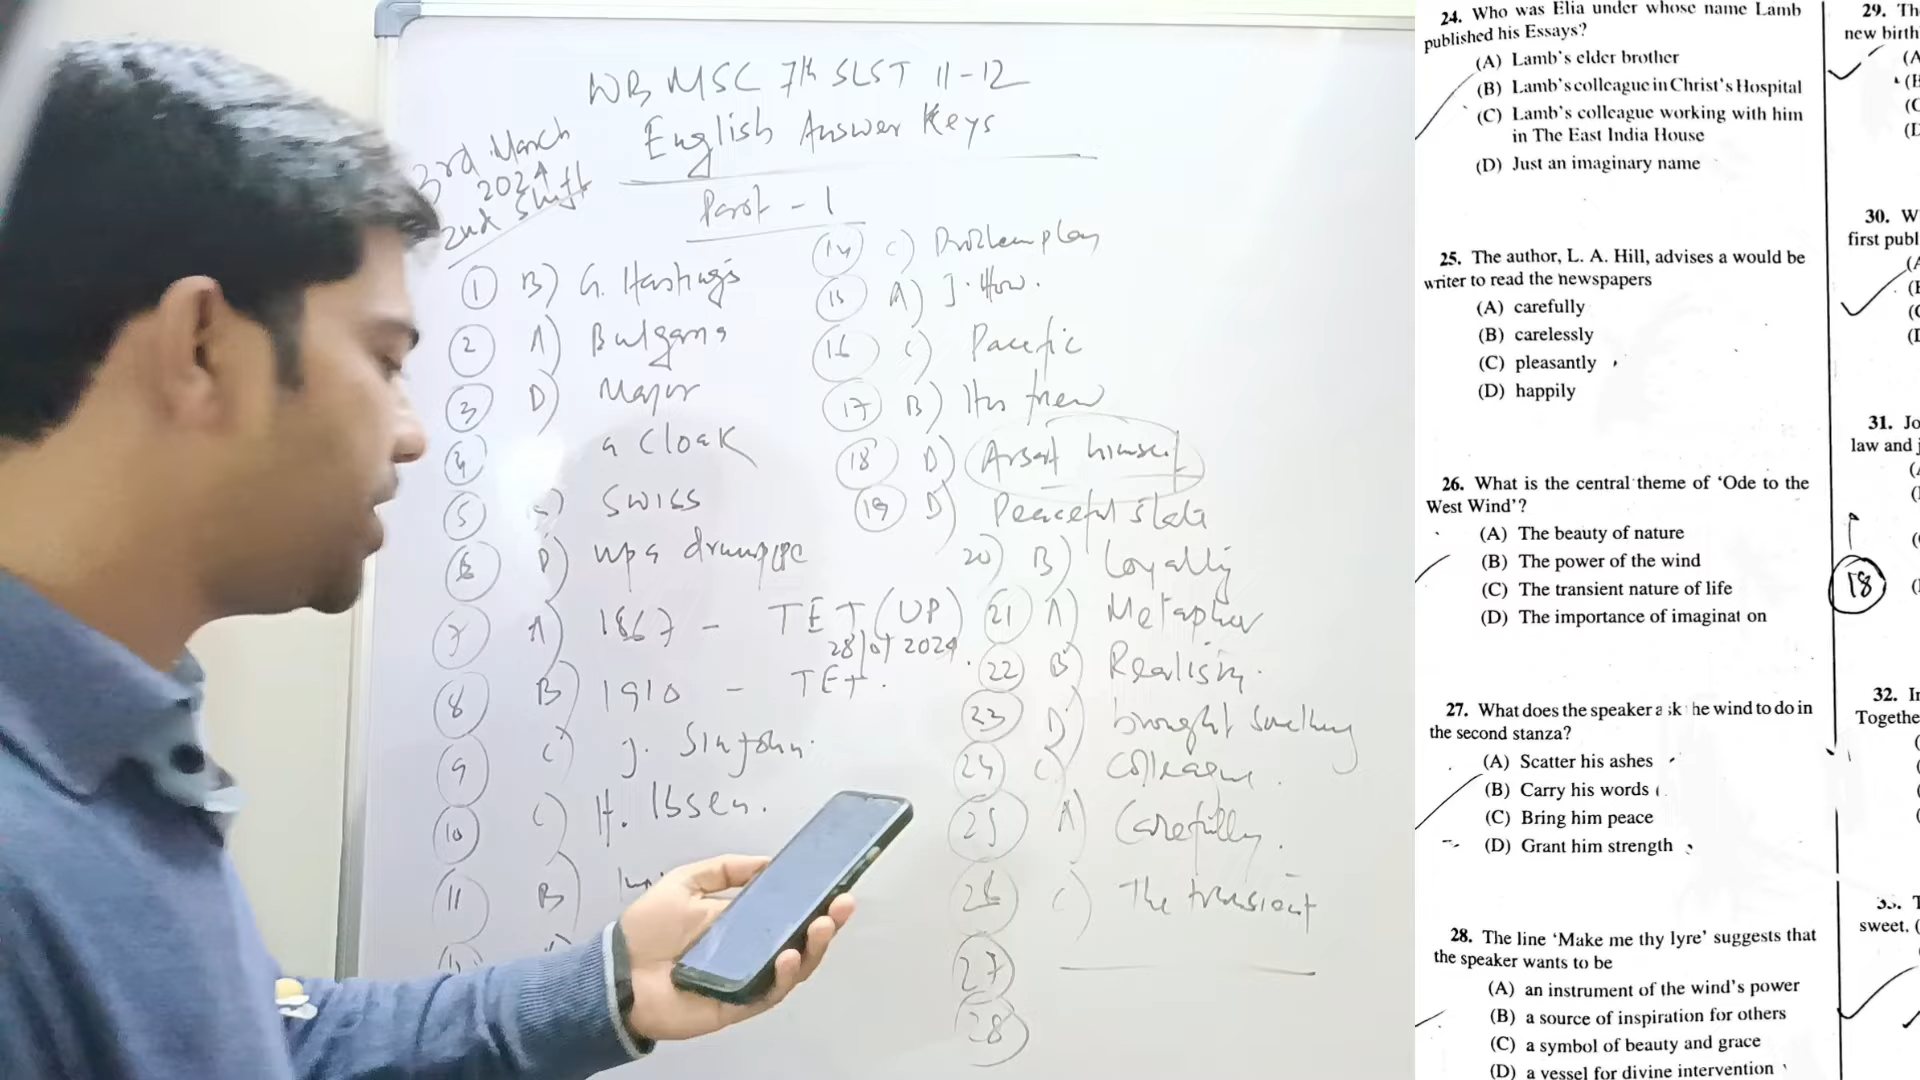 WB MSC 7th SLST 11-12
English Answer Keys
3rd March
2024
2nd Shift
Part - 1
1 B) G. Hastings
2 A)
3 D) Major
4 a cloak
5 Swiss
6 D) up a drainpipe
7 A) 1867 - TET (UP)
28/01 2024.
8 B) 1910 - TET.
9 C) J. Sinjohn
10 C) H. Ibsen.
11 B)
14 C) Problem play
15 A) J. How.
16 C) Pacific
17 B) His
18 D) himself
19 D) Peaceful state
20) B) Loyalty
21 A) Metaphor
22 B) Realism.
23 D) brought something
24 C) colleague.
25 A) Carefully.
26 C) The transient
27
28
24. Who was Elia under whose name Lamb
published his Essays?
(A) Lamb's elder brother
(B) Lamb's colleague in Christ's Hospital
(C) Lamb's colleague working with him
in The East India House
(D) Just an imaginary name
25. The author, L. A. Hill, advises a would be
writer to read the newspapers
(A) carefully
(B) carelessly
(C) pleasantly
(D) happily
26. What is the central theme of 'Ode to the
West Wind'?
(A) The beauty of nature
(B) The power of the wind
(C) The transient nature of life
(D) The importance of imaginat on
27. What does the speaker a sk he wind to do in
the second stanza?
(A) Scatter his ashes
(B) Carry his words
(C) Bring him peace
(D) Grant him strength
28. The line 'Make me thy lyre' suggests that
the speaker wants to be
(A) an instrument of the wind's power
(B) a source of inspiration for others
(C) a symbol of beauty and grace
(D) a vessel for divine intervention
29. Th
new birth
30. W
first publ
31. Jo
law and j
18
32. In
Togethe
sweet. (